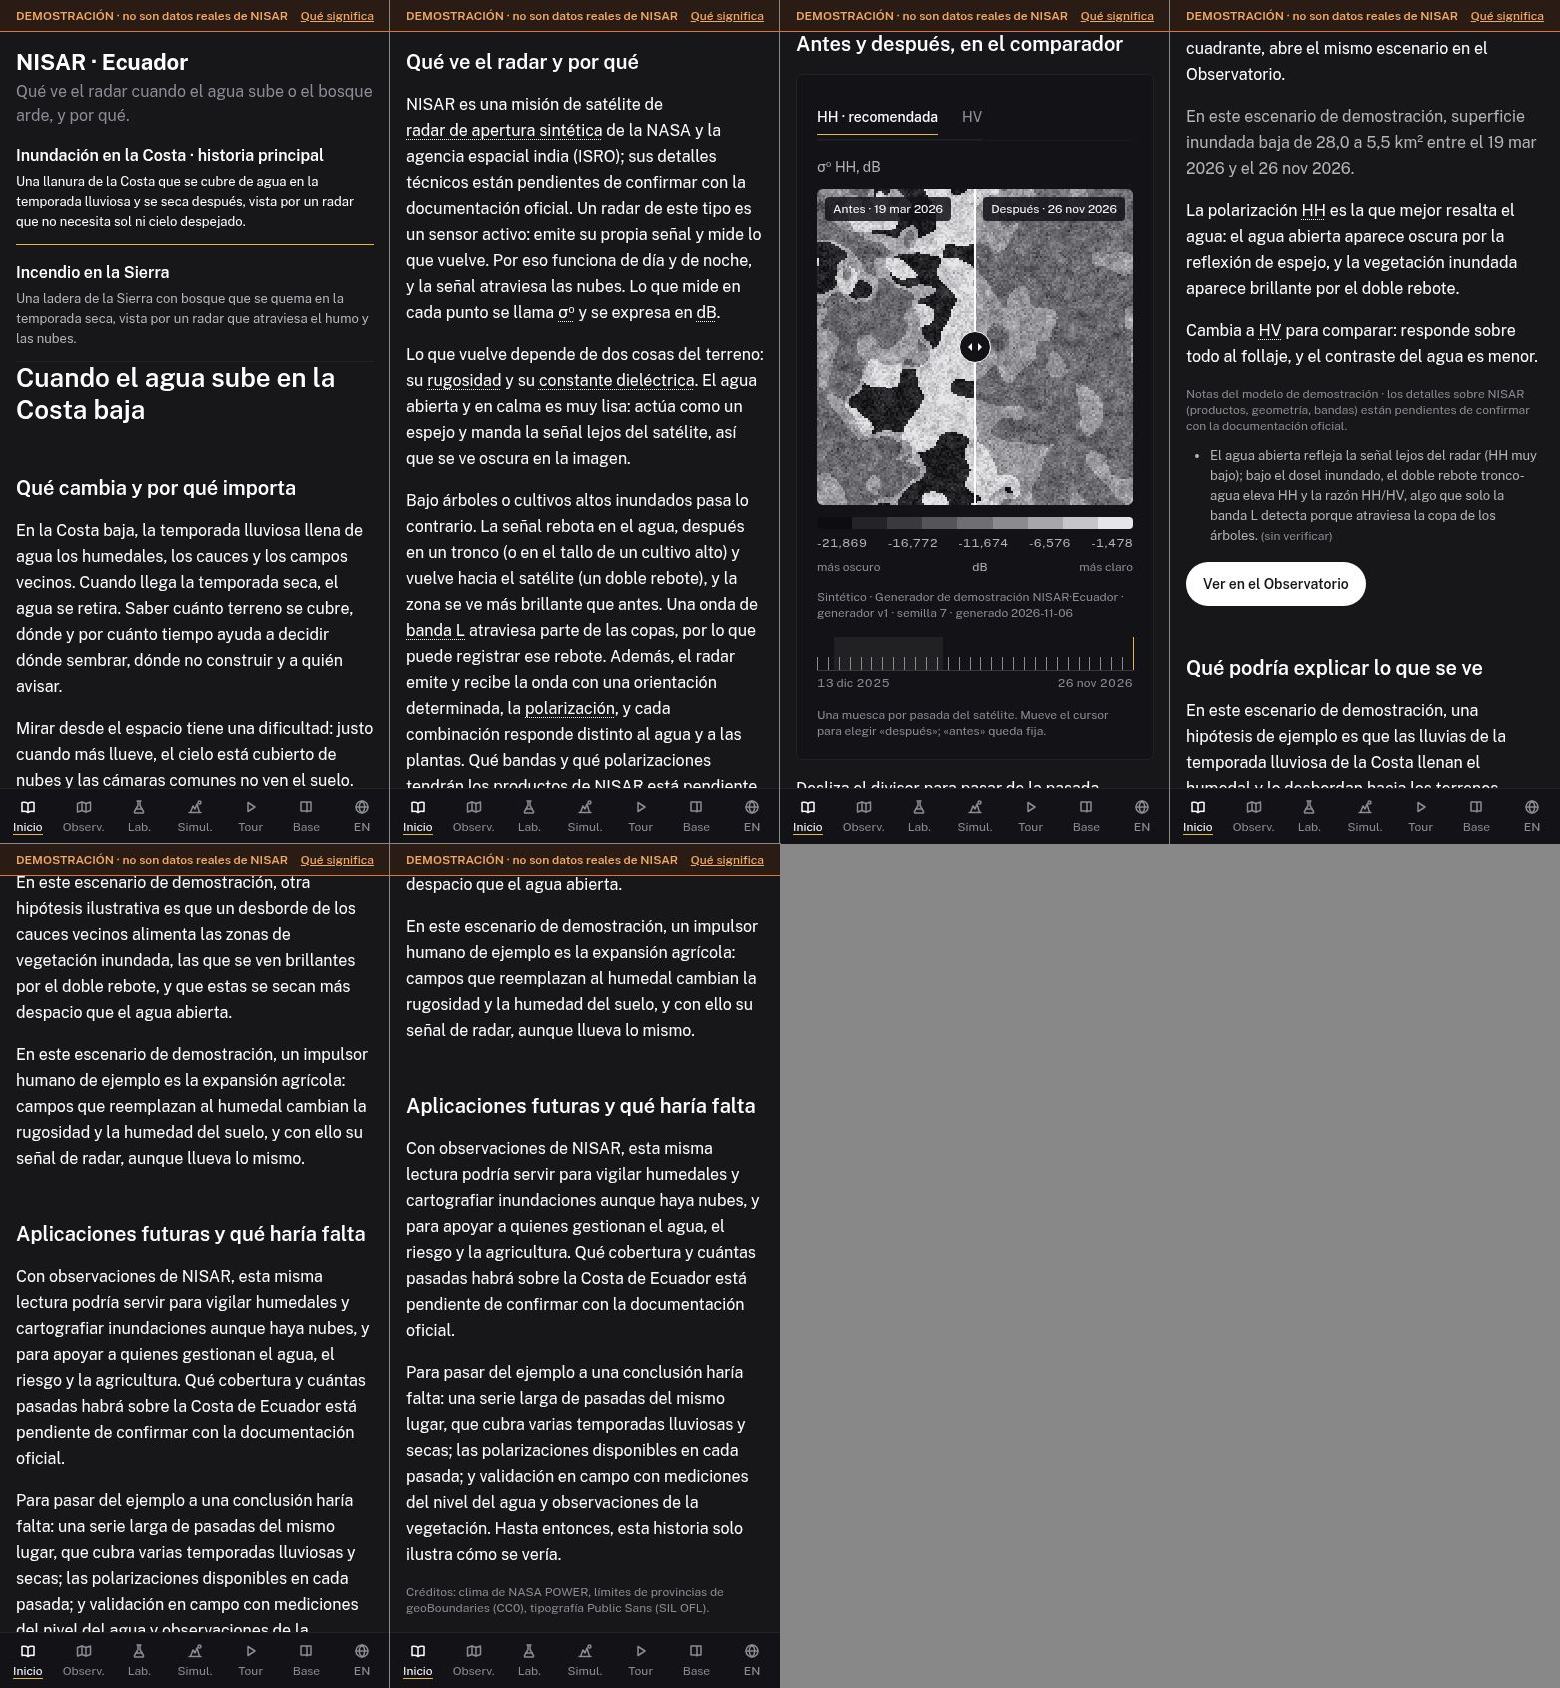 DEMOSTRACIÓN · no son datos reales de NISAR Qué significa
NISAR · Ecuador
Qué ve el radar cuando el agua sube o el bosque
arde, y por qué.
Inundación en la Costa · historia principal
Una llanura de la Costa que se cubre de agua en la
temporada lluviosa y se seca después, vista por un radar
que no necesita sol ni cielo despejado.
Incendio en la Sierra
Una ladera de la Sierra con bosque que se quema en la
temporada seca, vista por un radar que atraviesa el humo y
las nubes.
Cuando el agua sube en la
Costa baja
Qué cambia y por qué importa
En la Costa baja, la temporada lluviosa llena de
agua los humedales, los cauces y los campos
vecinos. Cuando llega la temporada seca, el
agua se retira. Saber cuánto terreno se cubre,
dónde y por cuánto tiempo ayuda a decidir
dónde sembrar, dónde no construir y a quién
avisar.
Mirar desde el espacio tiene una dificultad: justo
cuando más llueve, el cielo está cubierto de
nubes y las cámaras comunes no ven el suelo.
Inicio Observ. Lab. Simul. Tour Base EN
DEMOSTRACIÓN · no son datos reales de NISAR Qué significa
Qué ve el radar y por qué
NISAR es una misión de satélite de
radar de apertura sintética de la NASA y la
agencia espacial india (ISRO); sus detalles
técnicos están pendientes de confirmar con la
documentación oficial. Un radar de este tipo es
un sensor activo: emite su propia señal y mide lo
que vuelve. Por eso funciona de día y de noche,
y la señal atraviesa las nubes. Lo que mide en
cada punto se llama σº y se expresa en dB.
Lo que vuelve depende de dos cosas del terreno:
su rugosidad y su constante dieléctrica. El agua
abierta y en calma es muy lisa: actúa como un
espejo y manda la señal lejos del satélite, así
que se ve oscura en la imagen.
Bajo árboles o cultivos altos inundados pasa lo
contrario. La señal rebota en el agua, después
en un tronco (o en el tallo de un cultivo alto) y
vuelve hacia el satélite (un doble rebote), y la
zona se ve más brillante que antes. Una onda de
banda L atraviesa parte de las copas, por lo que
puede registrar ese rebote. Además, el radar
emite y recibe la onda con una orientación
determinada, la polarización, y cada
combinación responde distinto al agua y a las
plantas. Qué bandas y qué polarizaciones
tendrán los productos de NISAR está pendiente
Inicio Observ. Lab. Simul. Tour Base EN
DEMOSTRACIÓN · no son datos reales de NISAR Qué significa
Antes y después, en el comparador
HH · recomendada HV
σº HH, dB
Antes · 19 mar 2026 Después · 26 nov 2026
-21,869 -16,772 -11,674 -6,576 -1,478
más oscuro dB más claro
Sintético · Generador de demostración NISAR·Ecuador ·
generador v1 · semilla 7 · generado 2026-11-06
13 dic 2025 26 nov 2026
Una muesca por pasada del satélite. Mueve el cursor
para elegir «después»; «antes» queda fija.
Desliza el divisor para pasar de la pasada
Inicio Observ. Lab. Simul. Tour Base EN
DEMOSTRACIÓN · no son datos reales de NISAR Qué significa
cuadrante, abre el mismo escenario en el
Observatorio.
En este escenario de demostración, superficie
inundada baja de 28,0 a 5,5 km² entre el 19 mar
2026 y el 26 nov 2026.
La polarización HH es la que mejor resalta el
agua: el agua abierta aparece oscura por la
reflexión de espejo, y la vegetación inundada
aparece brillante por el doble rebote.
Cambia a HV para comparar: responde sobre
todo al follaje, y el contraste del agua es menor.
Notas del modelo de demostración · los detalles sobre NISAR
(productos, geometría, bandas) están pendientes de confirmar
con la documentación oficial.
• El agua abierta refleja la señal lejos del radar (HH muy
bajo); bajo el dosel inundado, el doble rebote tronco-
agua eleva HH y la razón HH/HV, algo que solo la
banda L detecta porque atraviesa la copa de los
árboles. (sin verificar)
Ver en el Observatorio
Qué podría explicar lo que se ve
En este escenario de demostración, una
hipótesis de ejemplo es que las lluvias de la
temporada lluviosa de la Costa llenan el
humedal y lo desbordan hacia los terrenos
Inicio Observ. Lab. Simul. Tour Base EN
DEMOSTRACIÓN · no son datos reales de NISAR Qué significa
En este escenario de demostración, otra
hipótesis ilustrativa es que un desborde de los
cauces vecinos alimenta las zonas de
vegetación inundada, las que se ven brillantes
por el doble rebote, y que estas se secan más
despacio que el agua abierta.
En este escenario de demostración, un impulsor
humano de ejemplo es la expansión agrícola:
campos que reemplazan al humedal cambian la
rugosidad y la humedad del suelo, y con ello su
señal de radar, aunque llueva lo mismo.
Aplicaciones futuras y qué haría falta
Con observaciones de NISAR, esta misma
lectura podría servir para vigilar humedales y
cartografiar inundaciones aunque haya nubes, y
para apoyar a quienes gestionan el agua, el
riesgo y la agricultura. Qué cobertura y cuántas
pasadas habrá sobre la Costa de Ecuador está
pendiente de confirmar con la documentación
oficial.
Para pasar del ejemplo a una conclusión haría
falta: una serie larga de pasadas del mismo
lugar, que cubra varias temporadas lluviosas y
secas; las polarizaciones disponibles en cada
pasada; y validación en campo con mediciones
del nivel del agua y observaciones de la
Inicio Observ. Lab. Simul. Tour Base EN
DEMOSTRACIÓN · no son datos reales de NISAR Qué significa
despacio que el agua abierta.
En este escenario de demostración, un impulsor
humano de ejemplo es la expansión agrícola:
campos que reemplazan al humedal cambian la
rugosidad y la humedad del suelo, y con ello su
señal de radar, aunque llueva lo mismo.
Aplicaciones futuras y qué haría falta
Con observaciones de NISAR, esta misma
lectura podría servir para vigilar humedales y
cartografiar inundaciones aunque haya nubes, y
para apoyar a quienes gestionan el agua, el
riesgo y la agricultura. Qué cobertura y cuántas
pasadas habrá sobre la Costa de Ecuador está
pendiente de confirmar con la documentación
oficial.
Para pasar del ejemplo a una conclusión haría
falta: una serie larga de pasadas del mismo
lugar, que cubra varias temporadas lluviosas y
secas; las polarizaciones disponibles en cada
pasada; y validación en campo con mediciones
del nivel del agua y observaciones de la
vegetación. Hasta entonces, esta historia solo
ilustra cómo se vería.
Créditos: clima de NASA POWER, límites de provincias de
geoBoundaries (CC0), tipografía Public Sans (SIL OFL).
Inicio Observ. Lab. Simul. Tour Base EN